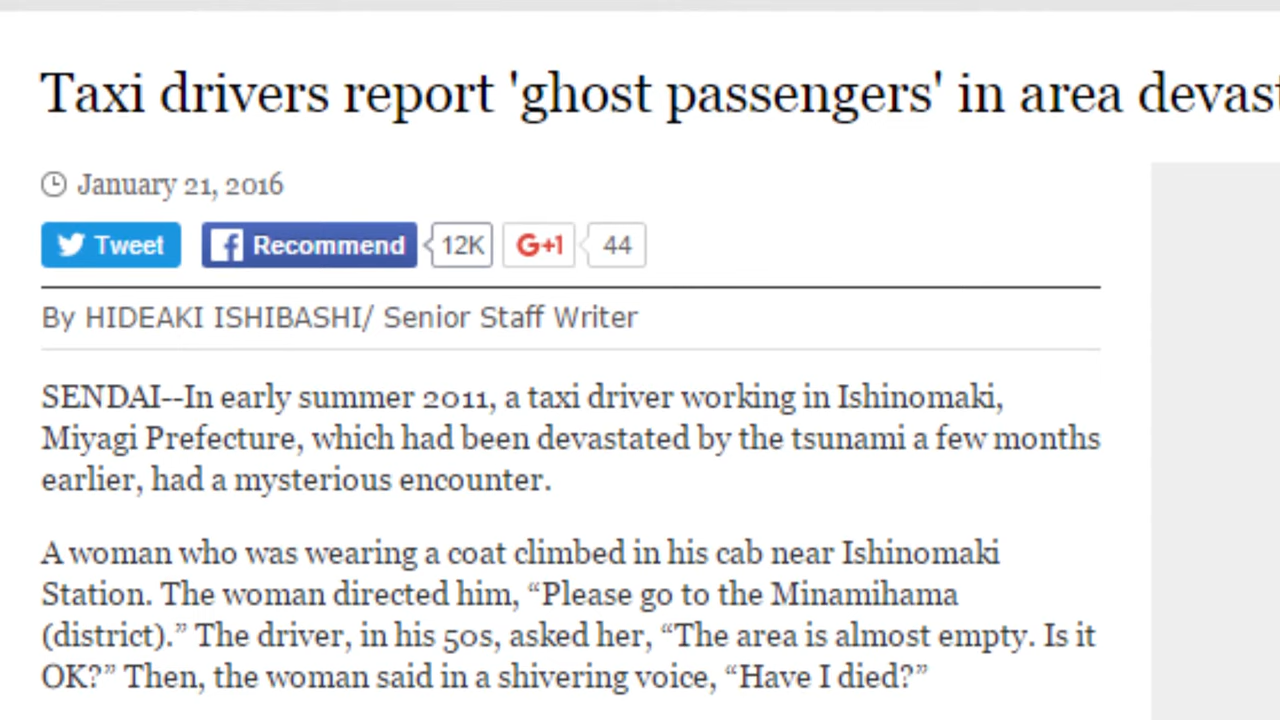 Taxi drivers report 'ghost passengers' in area devast
January 21, 2016
Tweet Recommend 12K G+1 44
By HIDEAKI ISHIBASHI/ Senior Staff Writer
SENDAI--In early summer 2011, a taxi driver working in Ishinomaki,
Miyagi Prefecture, which had been devastated by the tsunami a few months
earlier, had a mysterious encounter.
A woman who was wearing a coat climbed in his cab near Ishinomaki
Station. The woman directed him, “Please go to the Minamihama
(district).” The driver, in his 50s, asked her, “The area is almost empty. Is it
OK?” Then, the woman said in a shivering voice, “Have I died?”